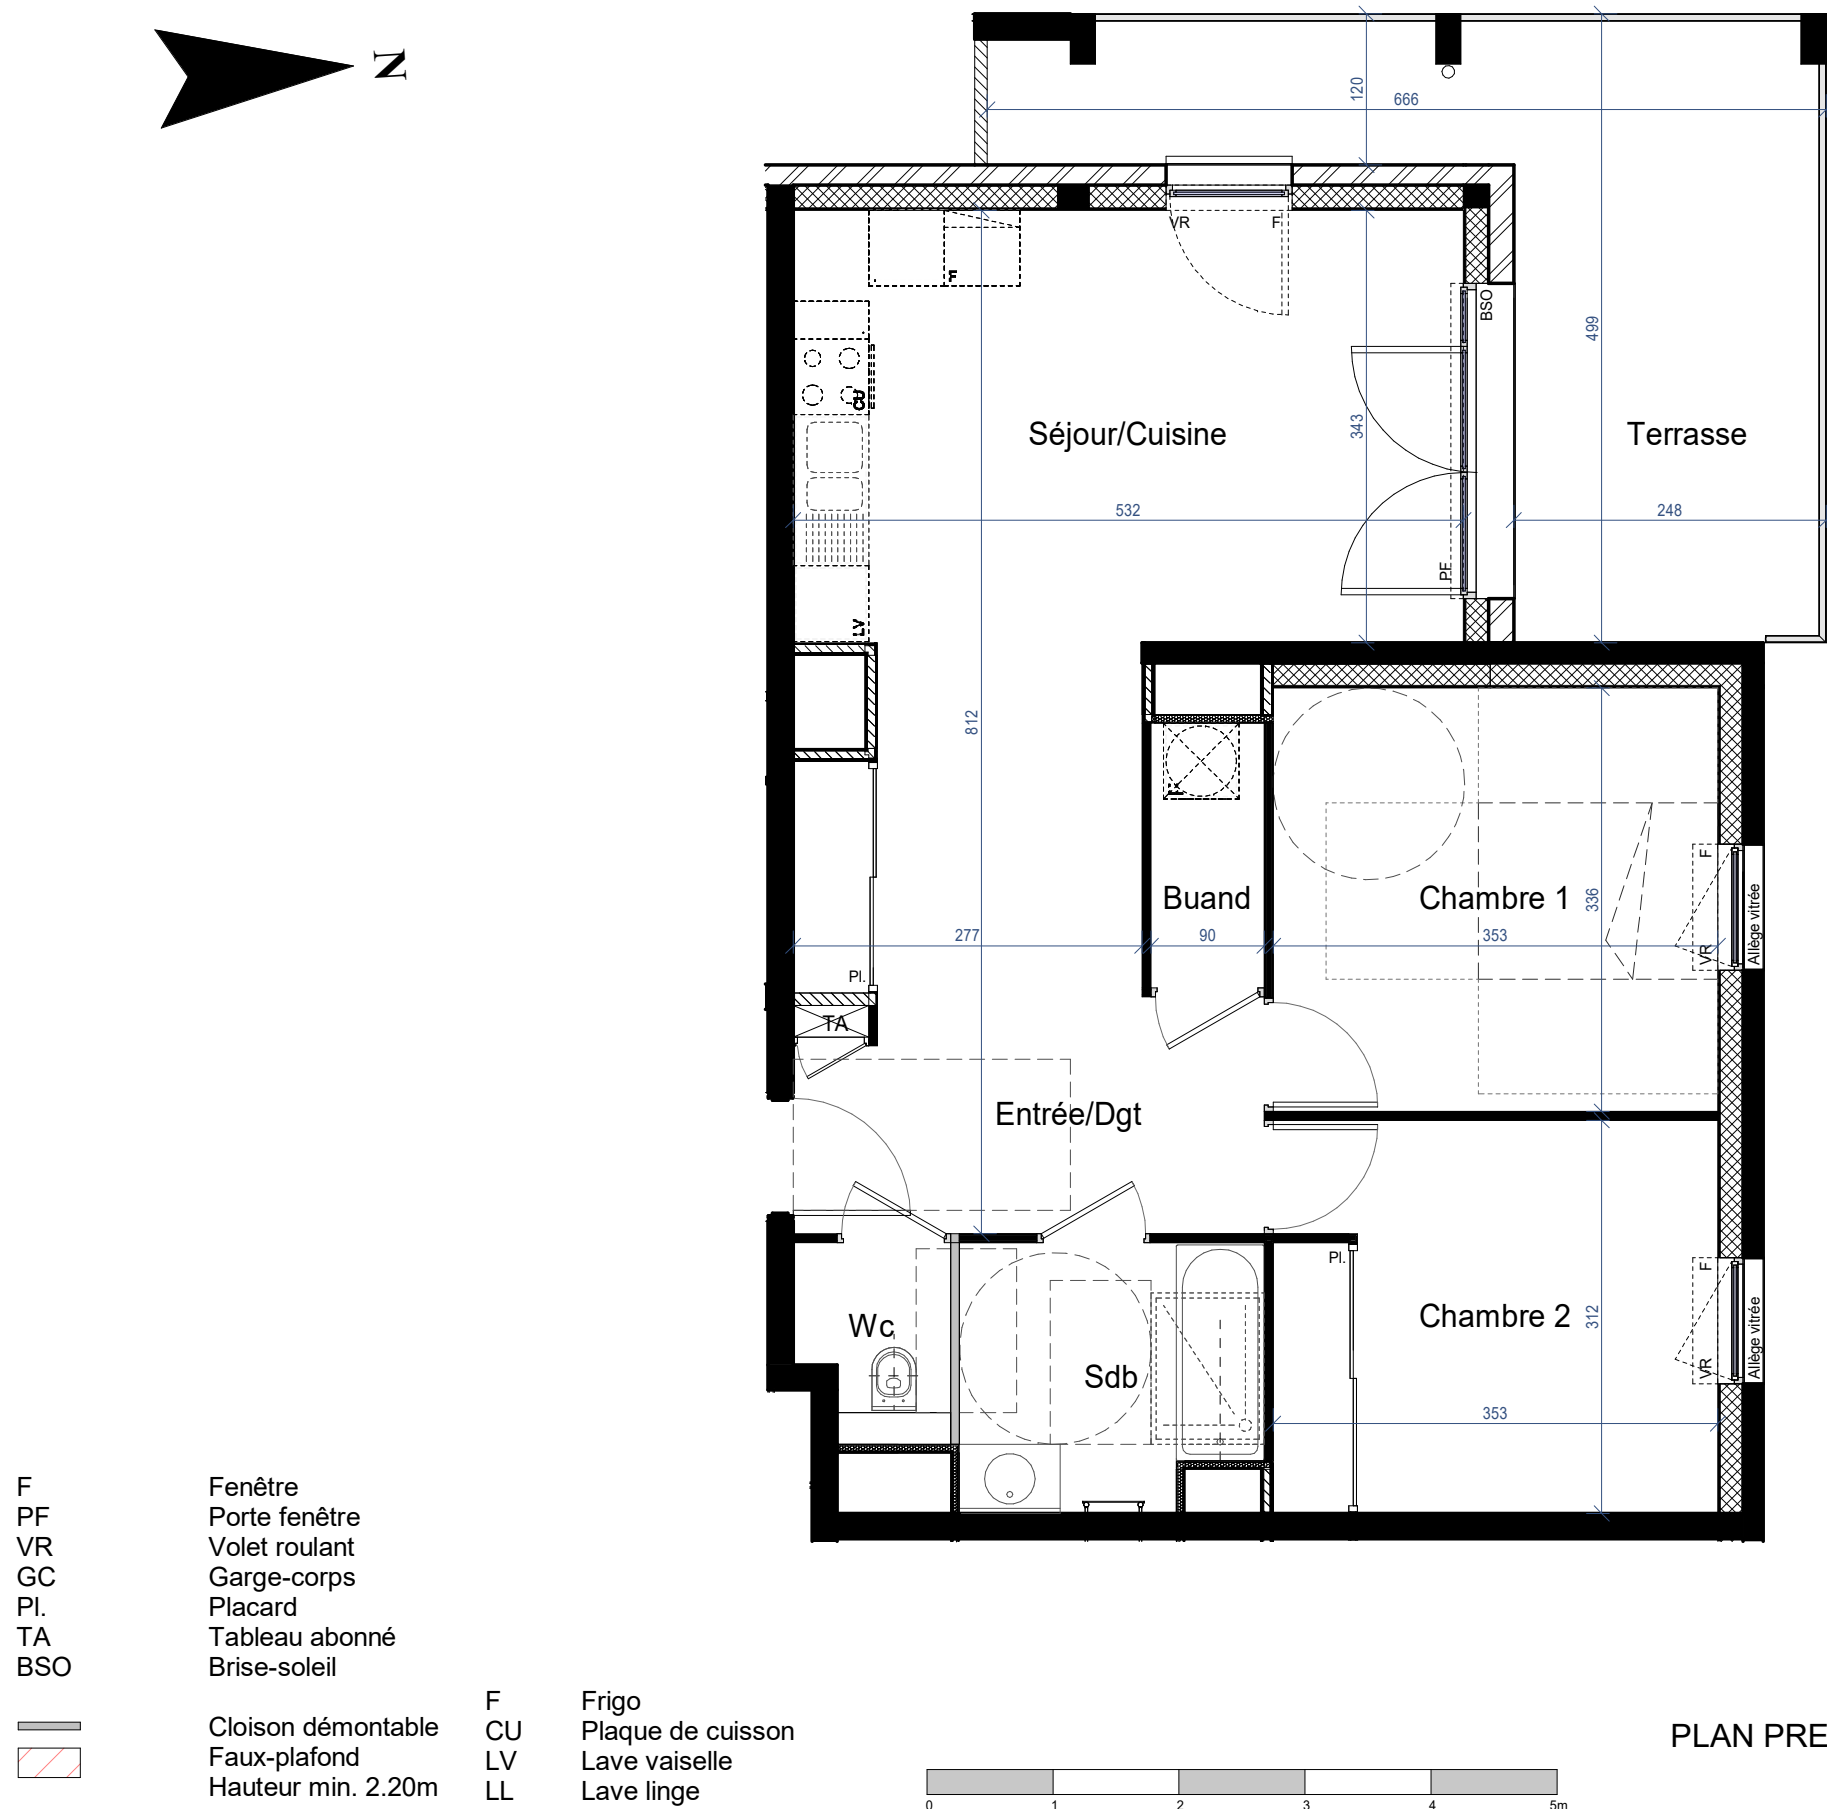 N
120
666
VR
F
F
BSO
499
CU
343
Séjour/Cuisine
Terrasse
532
248
PF
LV
812
LL
F
Buand
Chambre 1
336
Allège vitrée
277
90
353
VR
Pl.
TA
Entrée/Dgt
Pl.
F
Wc
Chambre 2
312
Allège vitrée
VR
Sdb
353
F Fenêtre
PF Porte fenêtre
VR Volet roulant
GC Garge-corps
Pl. Placard
TA Tableau abonné
BSO Brise-soleil
Cloison démontable
Faux-plafond
Hauteur min. 2.20m
F Frigo
CU Plaque de cuisson
LV Lave vaiselle
LL Lave linge
PLAN PRE
0 1 2 3 4 5m